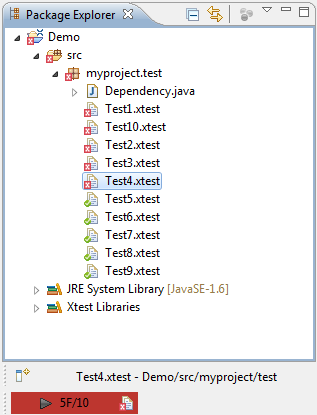 Package Explorer
Demo
src
myproject.test
Dependency.java
Test1.xtest
Test10.xtest
Test2.xtest
Test3.xtest
Test4.xtest
Test5.xtest
Test6.xtest
Test7.xtest
Test8.xtest
Test9.xtest
JRE System Library [JavaSE-1.6]
Xtest Libraries
Test4.xtest - Demo/src/myproject/test
5F/10